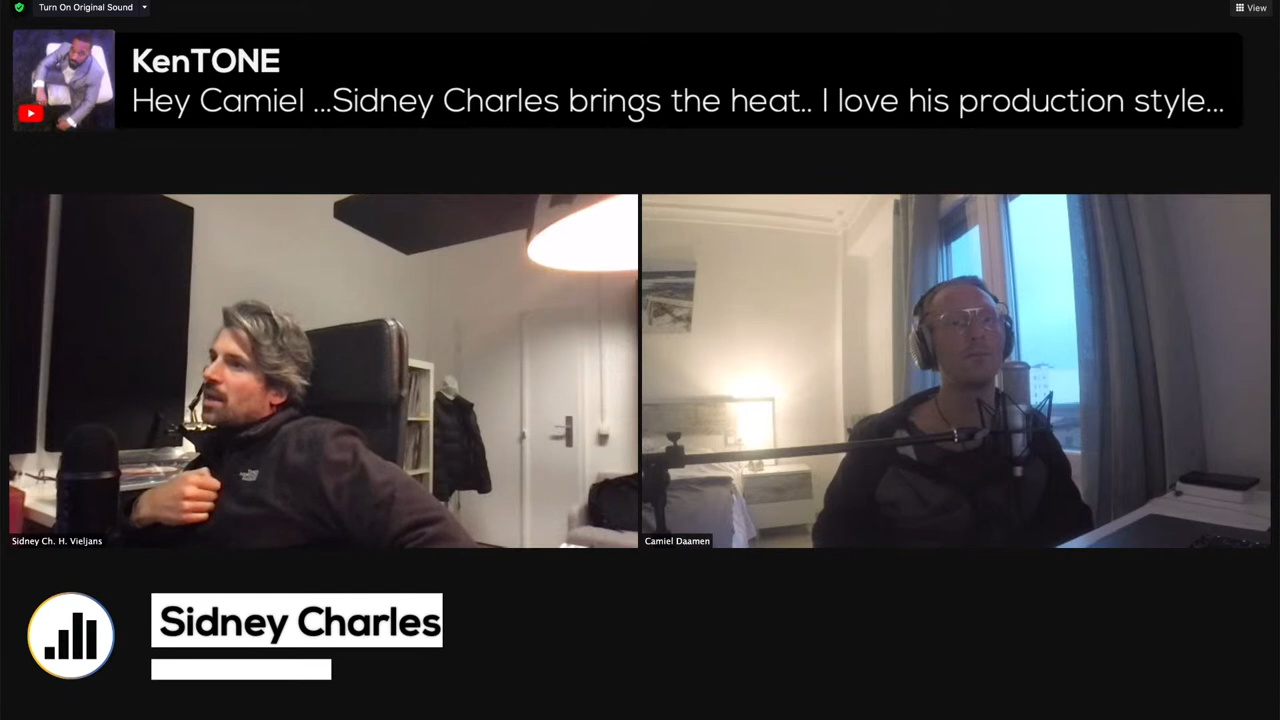 Turn On Original Sound
View
KenTONE
Hey Camiel ...Sidney Charles brings the heat.. I love his production style...
Sidney Ch. H. Vieljans
Camiel Daamen
Sidney Charles